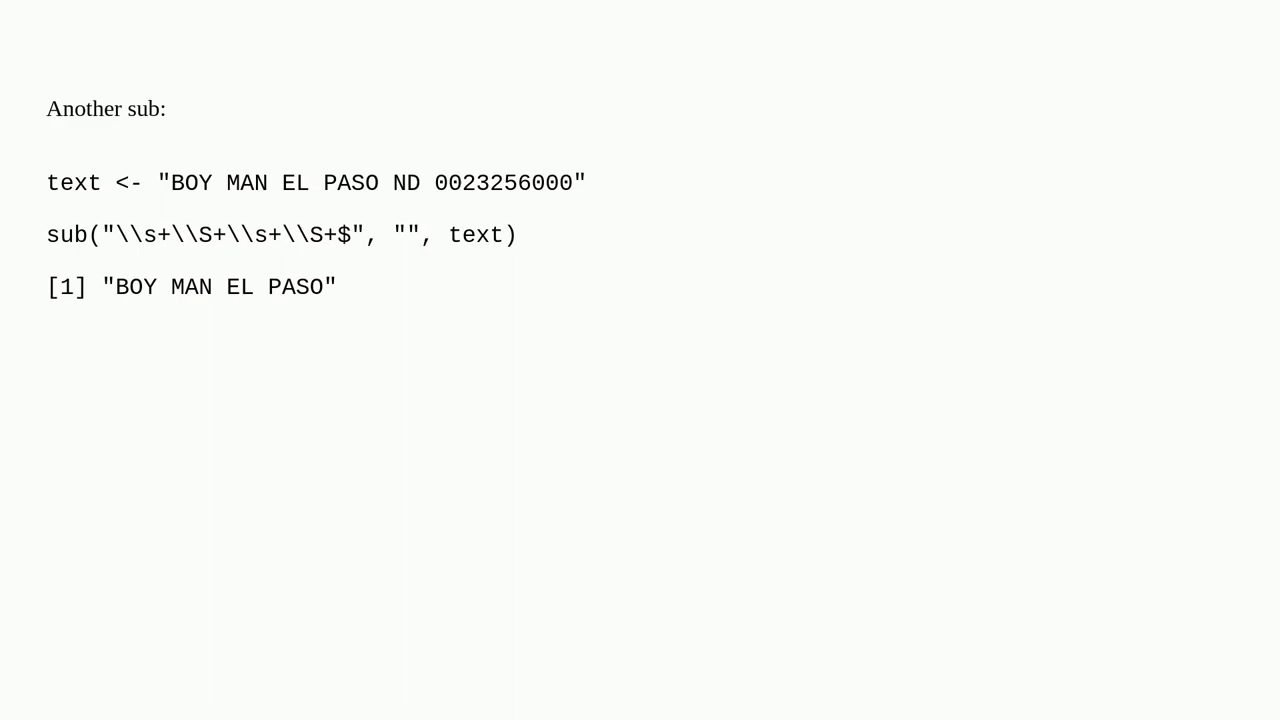 Another sub:
text <- "BOY MAN EL PASO ND 0023256000"
sub("\\s+\\S+\\s+\\S+$", "", text)
[1] "BOY MAN EL PASO"